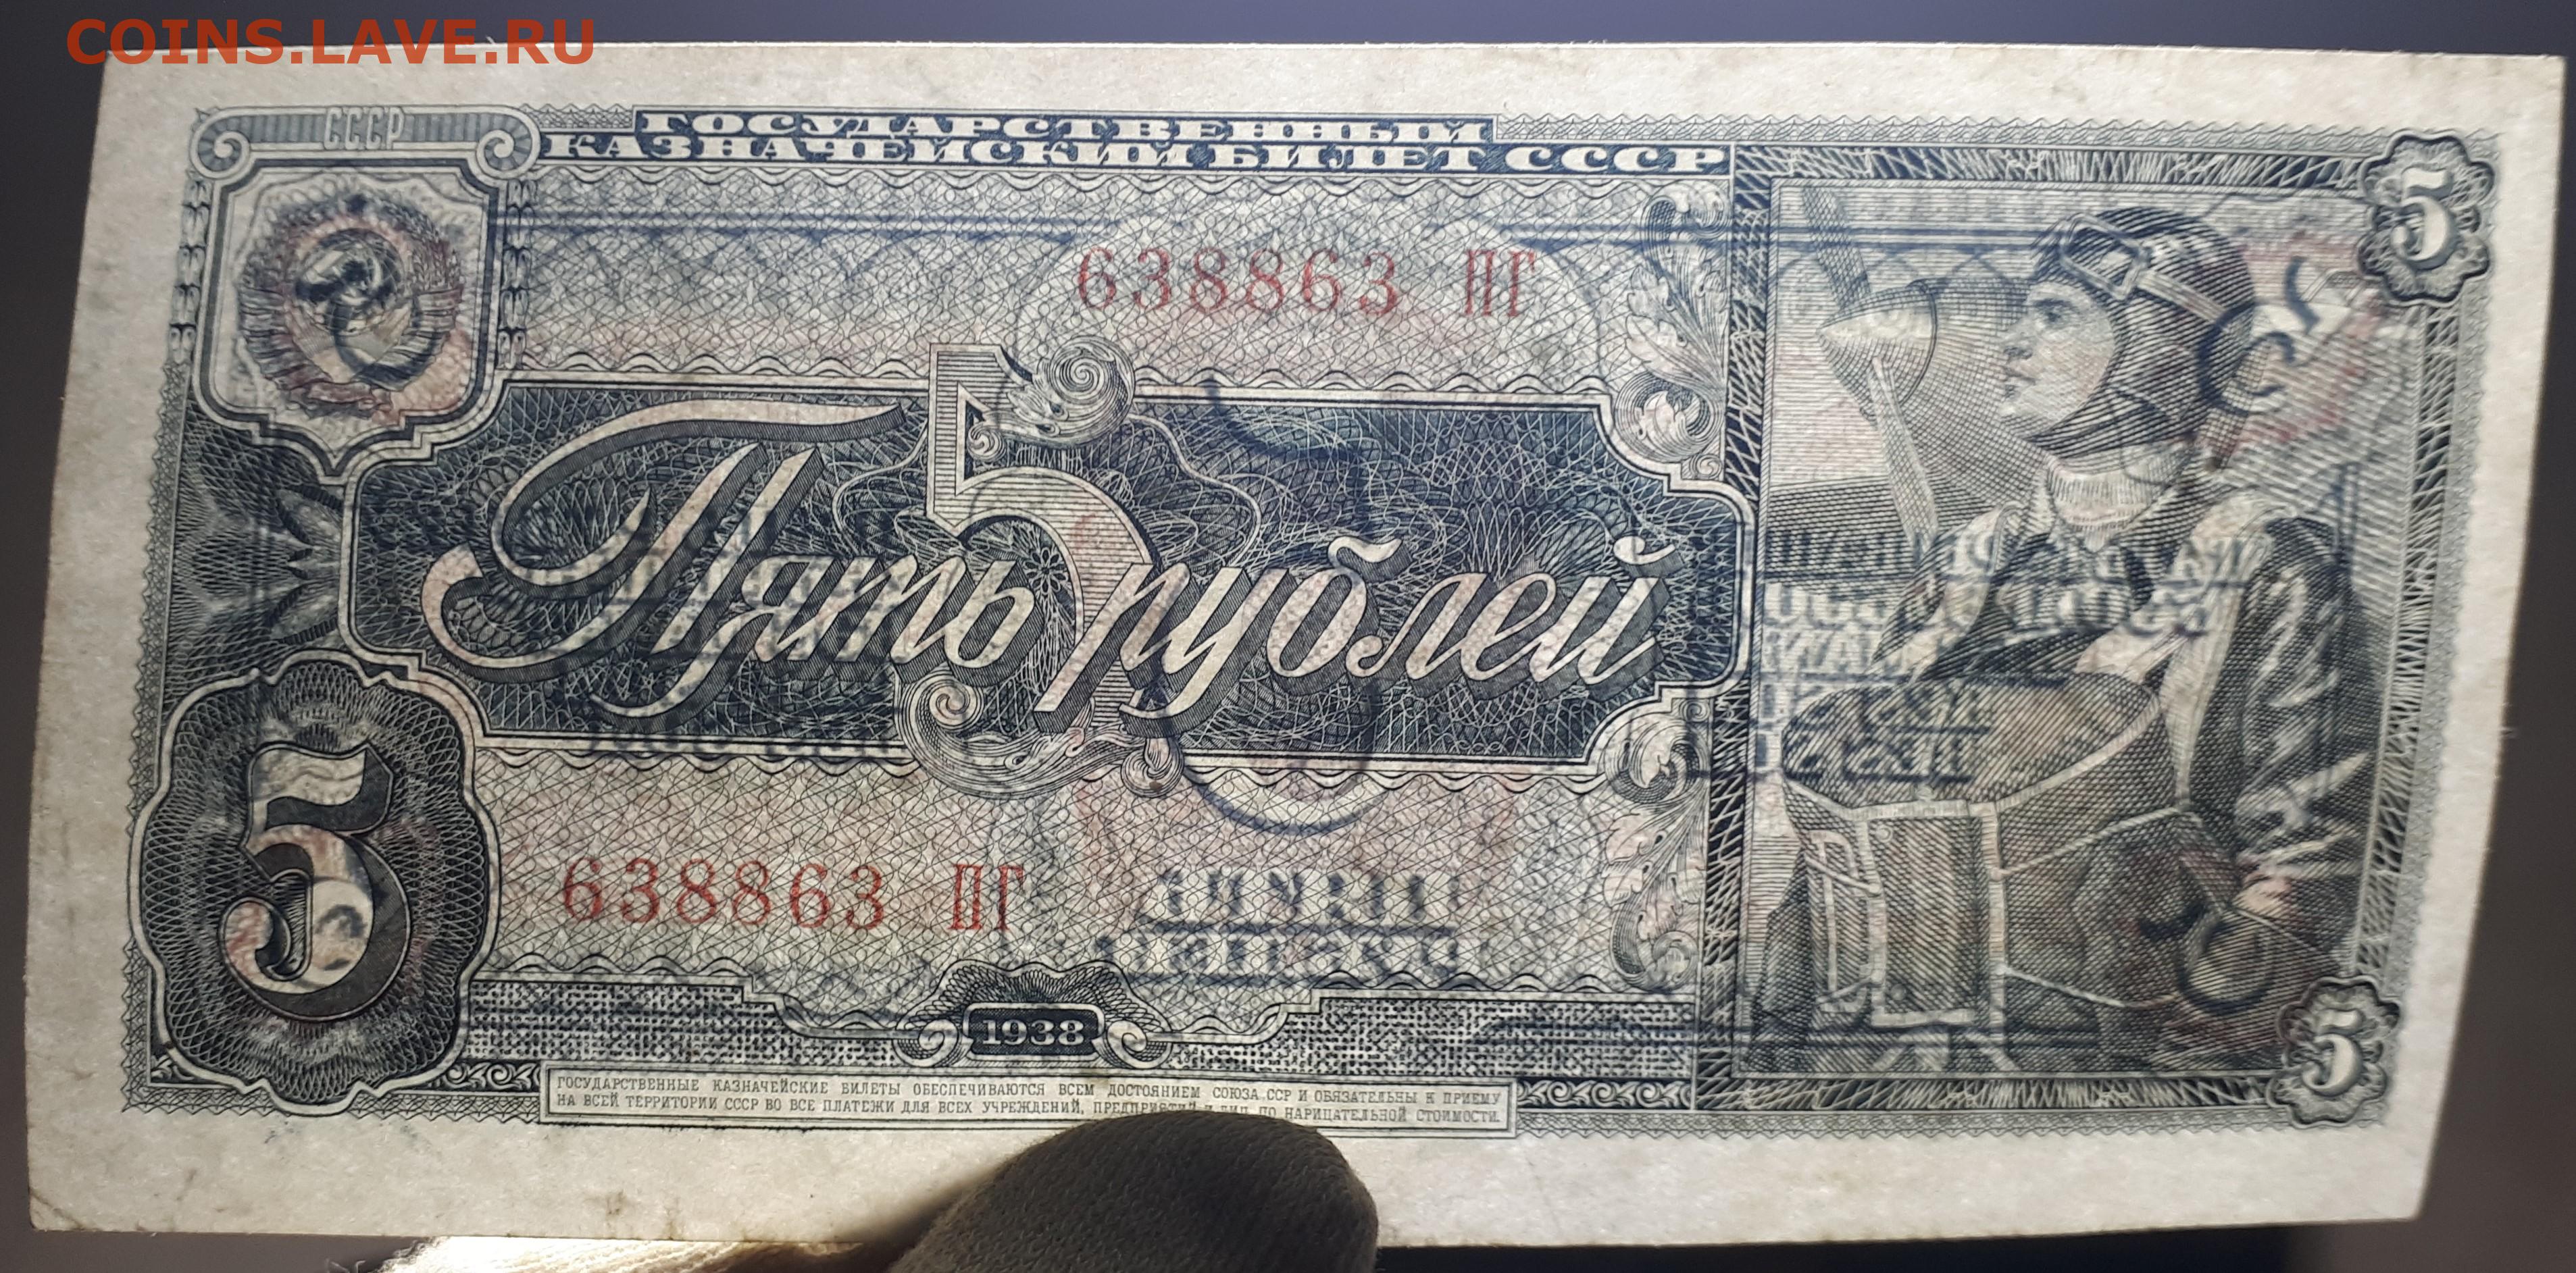 COINS.LAVE.RU
СССР
ГОСУДАРСТВЕННЫЙ
КАЗНАЧЕЙСКИЙ БИЛЕТ СССР
5
638863 ПГ
5
Пять рублей
5
638863 ПГ
1938
5
ГОСУДАРСТВЕННЫЕ КАЗНАЧЕЙСКИЕ БИЛЕТЫ ОБЕСПЕЧИВАЮТСЯ ВСЕМ ДОСТОЯНИЕМ СОЮЗА ССР И ОБЯЗАТЕЛЬНЫ К ПРИЕМУ
НА ВСЕЙ ТЕРРИТОРИИ СССР ВО ВСЕ ПЛАТЕЖИ ДЛЯ ВСЕХ УЧРЕЖДЕНИЙ, ПРЕДПРИЯТИЙ И ЛИЦ ПО НАРИЦАТЕЛЬНОЙ СТОИМОСТИ.